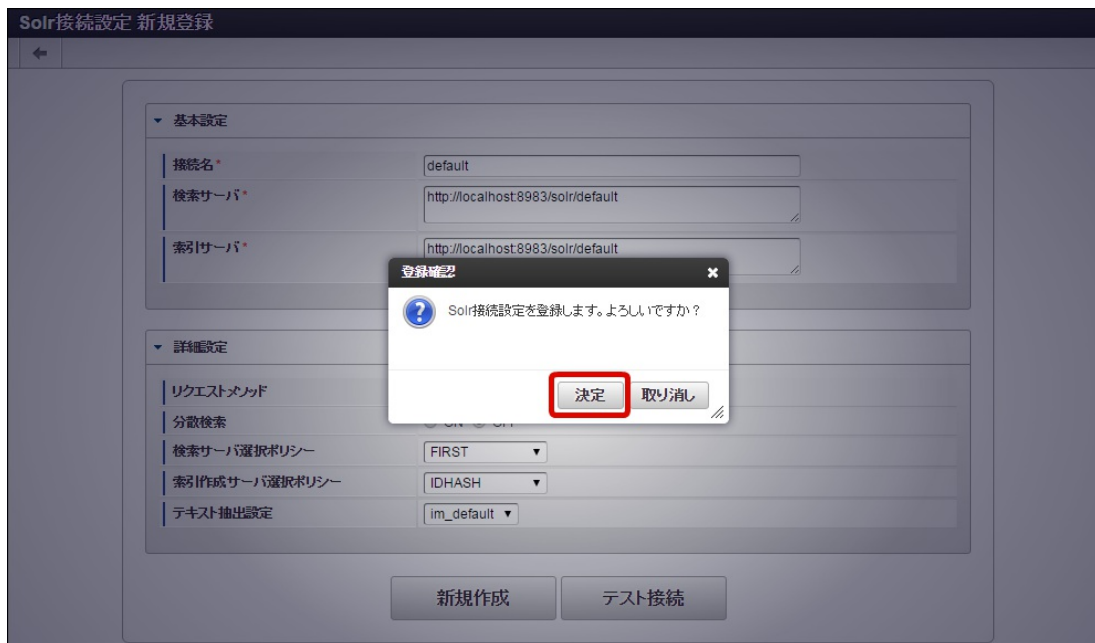 Solr接続設定 新規登録
基本設定
接続名* default
検索サーバ* http://localhost:8983/solr/default
索引サーバ* http://localhost:8983/solr/default
登録確認
Solr接続設定を登録します。よろしいですか？
決定 取り消し
詳細設定
リクエストメソッド
分散検索
検索サーバ選択ポリシー FIRST
索引作成サーバ選択ポリシー IDHASH
テキスト抽出設定 im_default
新規作成 テスト接続